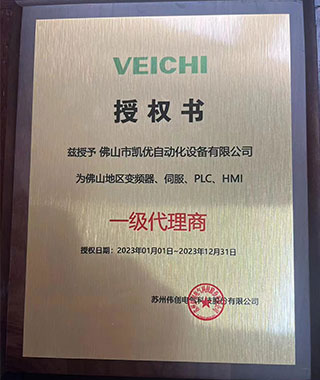 VEICHI
授权书
兹授予 佛山市凯优自动化设备有限公司
为佛山地区变频器、伺服、PLC、HMI
一级代理商
授权日期：2023年01月01日~2023年12月31日
苏州伟创电气科技股份有限公司